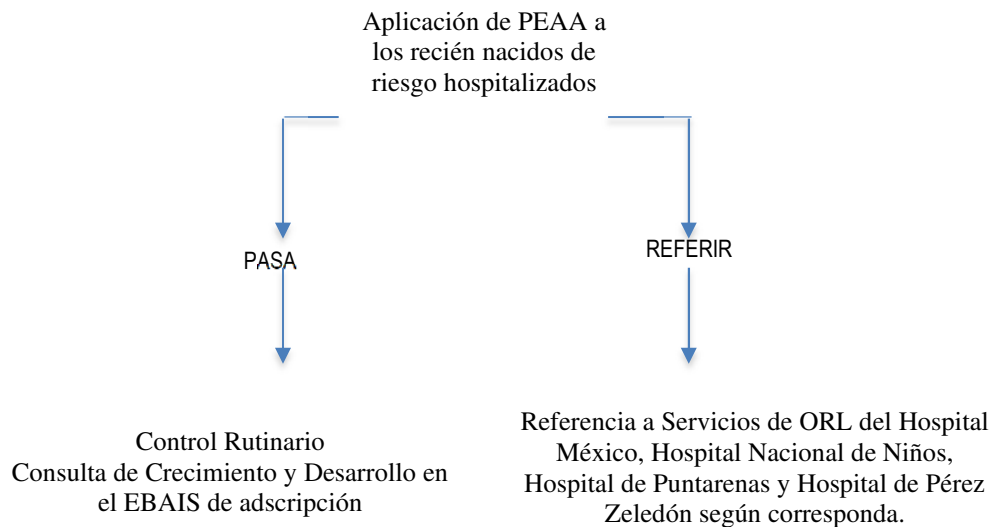 Aplicación de PEAA a
los recién nacidos de
riesgo hospitalizados
PASA
REFERIR
Control Rutinario
Consulta de Crecimiento y Desarrollo en
el EBAIS de adscripción
Referencia a Servicios de ORL del Hospital
México, Hospital Nacional de Niños,
Hospital de Puntarenas y Hospital de Pérez
Zeledón según corresponda.